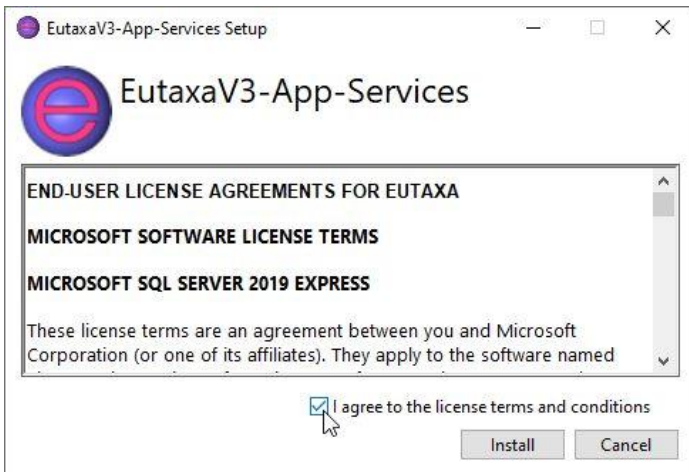 EutaxaV3-App-Services Setup
EutaxaV3-App-Services
END-USER LICENSE AGREEMENTS FOR EUTAXA
MICROSOFT SOFTWARE LICENSE TERMS
MICROSOFT SQL SERVER 2019 EXPRESS
These license terms are an agreement between you and Microsoft
Corporation (or one of its affiliates). They apply to the software named
I agree to the license terms and conditions
Install
Cancel